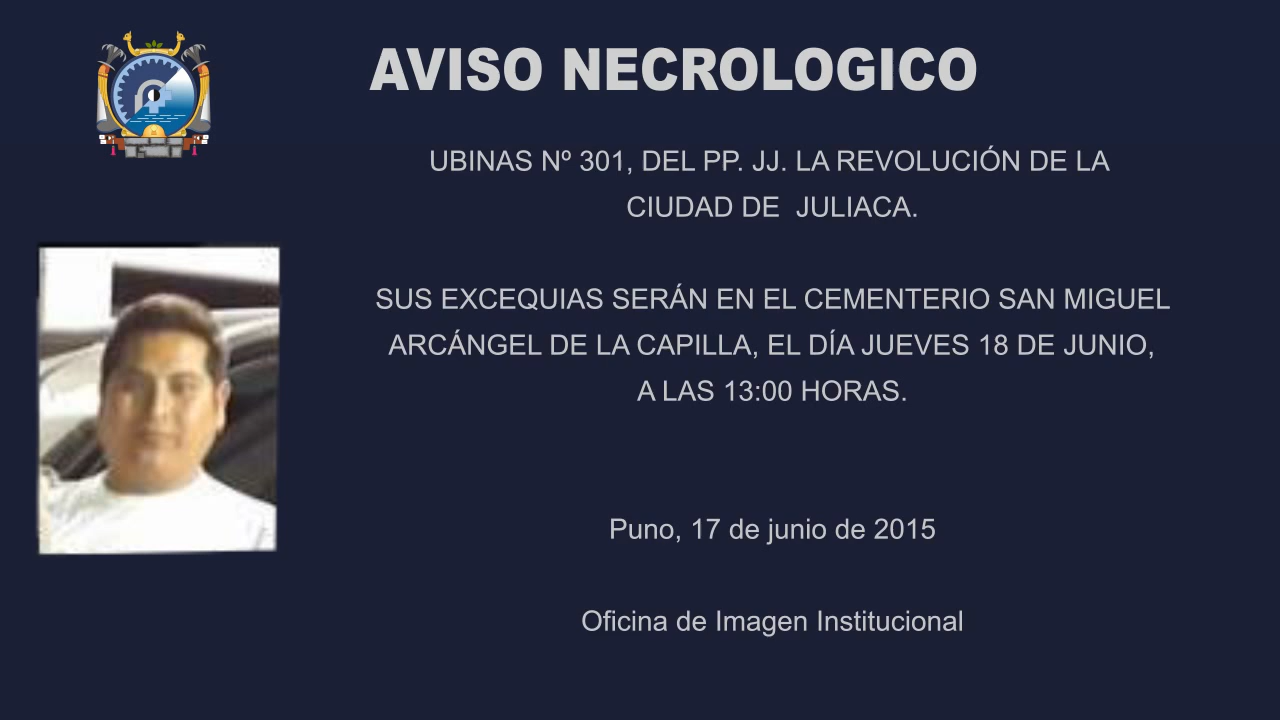 AVISO NECROLOGICO
UBINAS Nº 301, DEL PP. JJ. LA REVOLUCIÓN DE LA
CIUDAD DE  JULIACA.
SUS EXCEQUIAS SERÁN EN EL CEMENTERIO SAN MIGUEL
ARCÁNGEL DE LA CAPILLA, EL DÍA JUEVES 18 DE JUNIO,
A LAS 13:00 HORAS.
Puno, 17 de junio de 2015
Oficina de Imagen Institucional